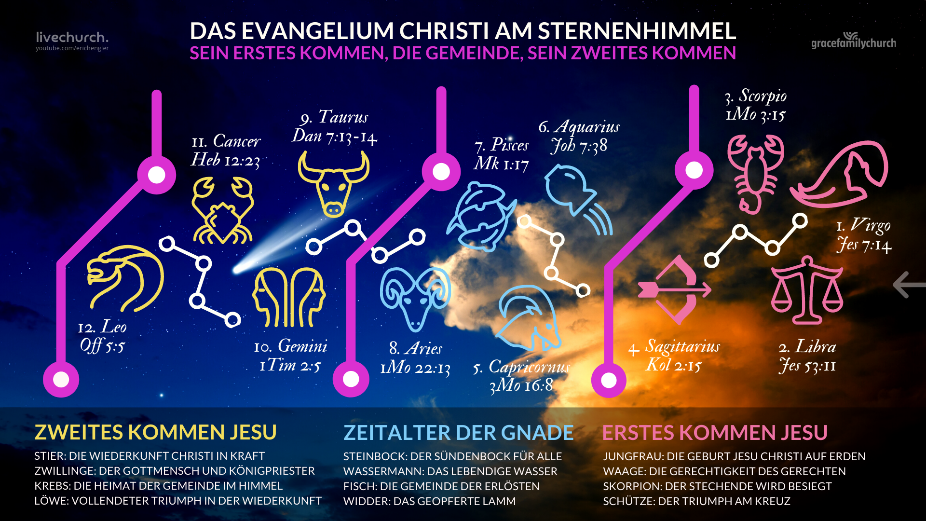 livechurch.
youtube.com/enchengier
DAS EVANGELIUM CHRISTI AM STERNENHIMMEL
SEIN ERSTES KOMMEN, DIE GEMEINDE, SEIN ZWEITES KOMMEN
gracefamilychurch
11. Cancer
Heb 12:23
9. Taurus
Dan 7:13-14
12. Leo
Off 5:5
10. Gemini
1Tim 2:5
7. Pisces
Mk 1:17
6. Aquarius
Joh 7:38
8. Aries
1Mo 22:13
5. Capricornus
3Mo 16:8
3. Scorpio
1Mo 3:15
1. Virgo
Jes 7:14
4. Sagittarius
Kol 2:15
2. Libra
Jes 53:11
ZWEITES KOMMEN JESU
STIER: DIE WIEDERKUNFT CHRISTI IN KRAFT
ZWILLINGE: DER GOTTMENSCH UND KÖNIGPRIESTER
KREBS: DIE HEIMAT DER GEMEINDE IM HIMMEL
LÖWE: VOLLENDETER TRIUMPH IN DER WIEDERKUNFT
ZEITALTER DER GNADE
STEINBOCK: DER SÜNDENBOCK FÜR ALLE
WASSERMANN: DAS LEBENDIGE WASSER
FISCH: DIE GEMEINDE DER ERLÖSTEN
WIDDER: DAS GEOPFERTE LAMM
ERSTES KOMMEN JESU
JUNGFRAU: DIE GEBURT JESU CHRISTI AUF ERDEN
WAAGE: DIE GERECHTIGKEIT DES GERECHTEN
SKORPION: DER STECHENDE WIRD BESIEGT
SCHÜTZE: DER TRIUMPH AM KREUZ